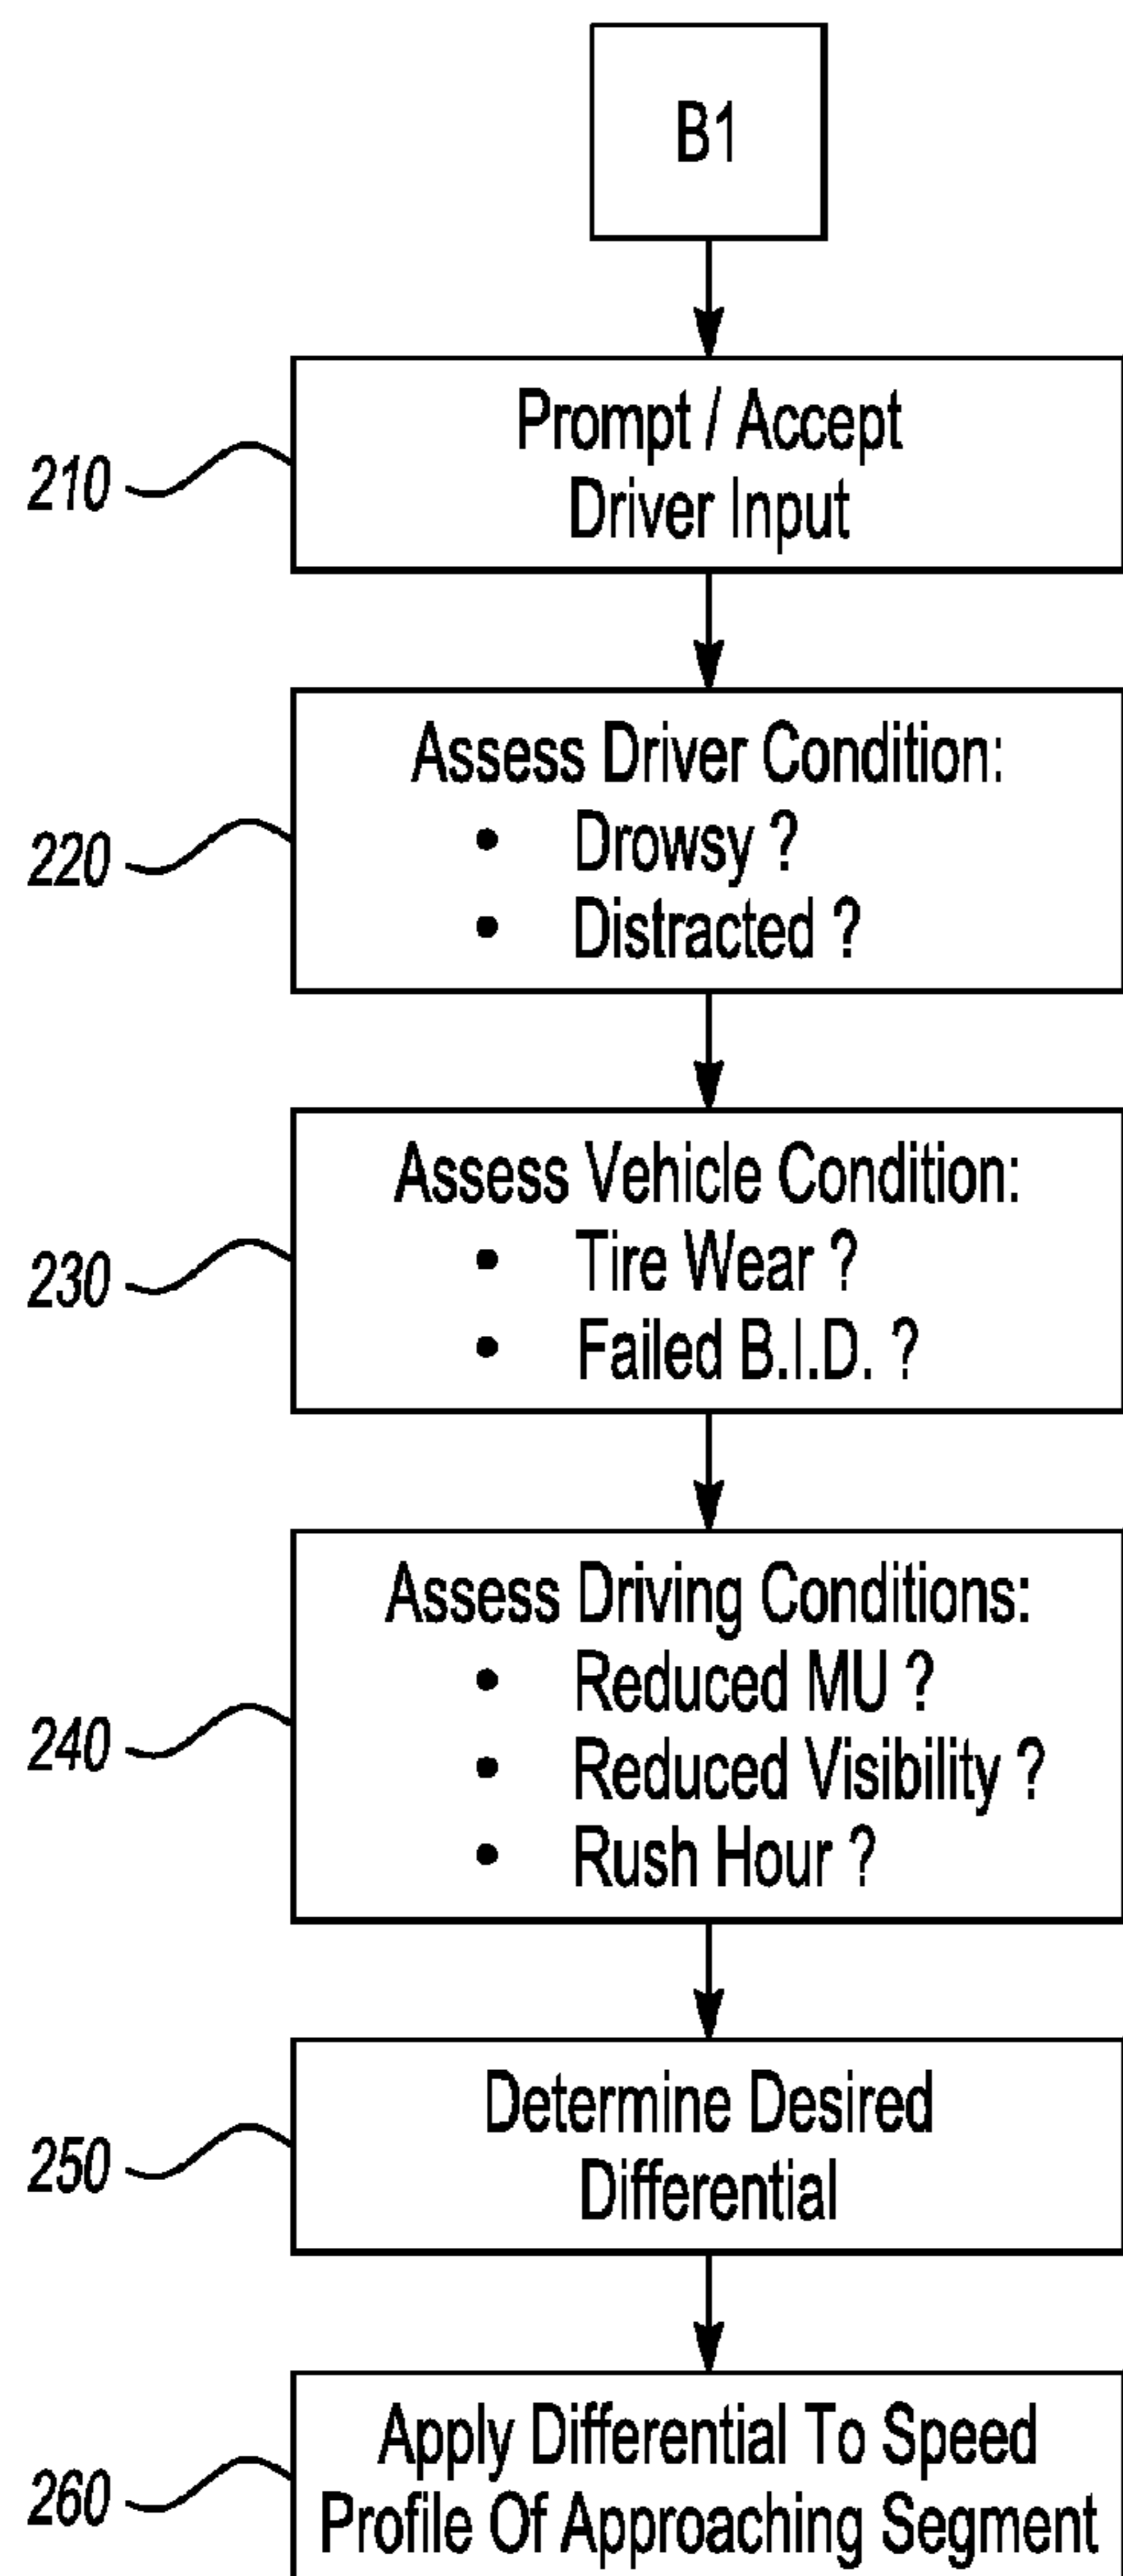 B1
210
Prompt / Accept
Driver Input
220
Assess Driver Condition:
• Drowsy ?
• Distracted ?
230
Assess Vehicle Condition:
• Tire Wear ?
• Failed B.I.D. ?
240
Assess Driving Conditions:
• Reduced MU ?
• Reduced Visibility ?
• Rush Hour ?
250
Determine Desired
Differential
260
Apply Differential To Speed
Profile Of Approaching Segment